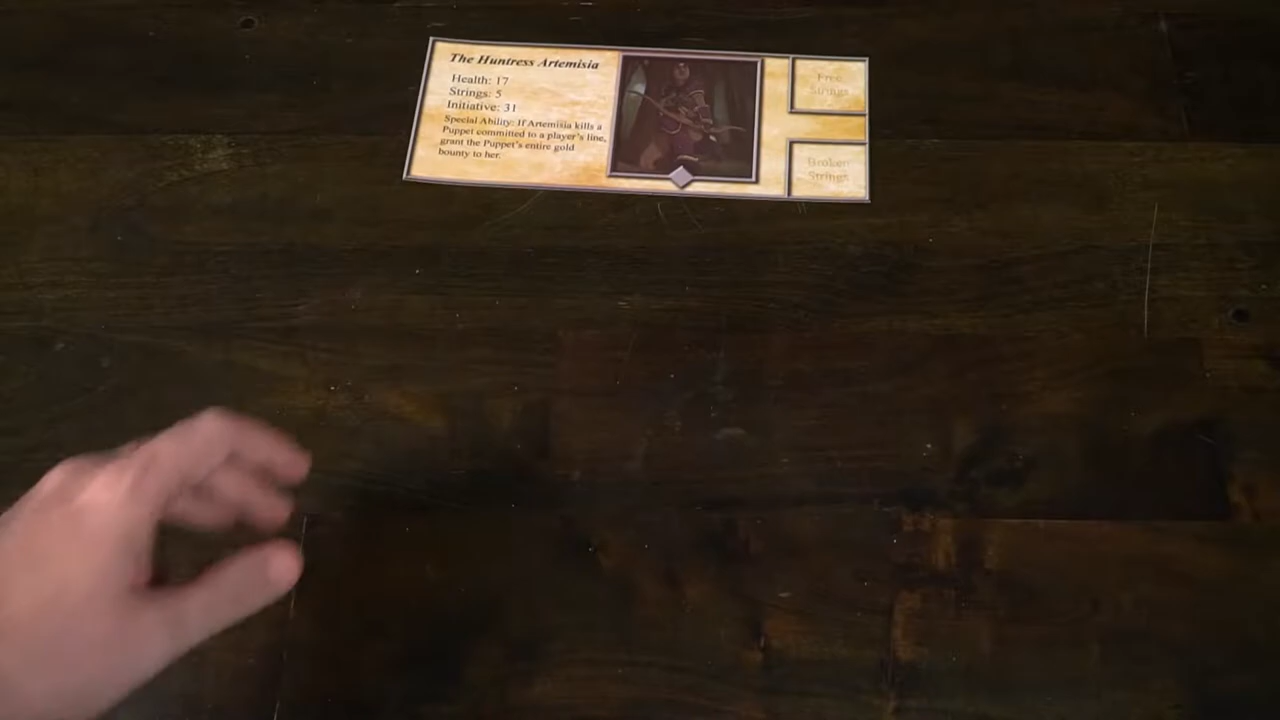 The Huntress Artemisia
Health: 17
Strings: 5
Initiative: 31
Special Ability: If Artemisia kills a
Puppet committed to a player's line,
grant the Puppet's entire gold
bounty to her.
Free
Strings
Broken
Strings